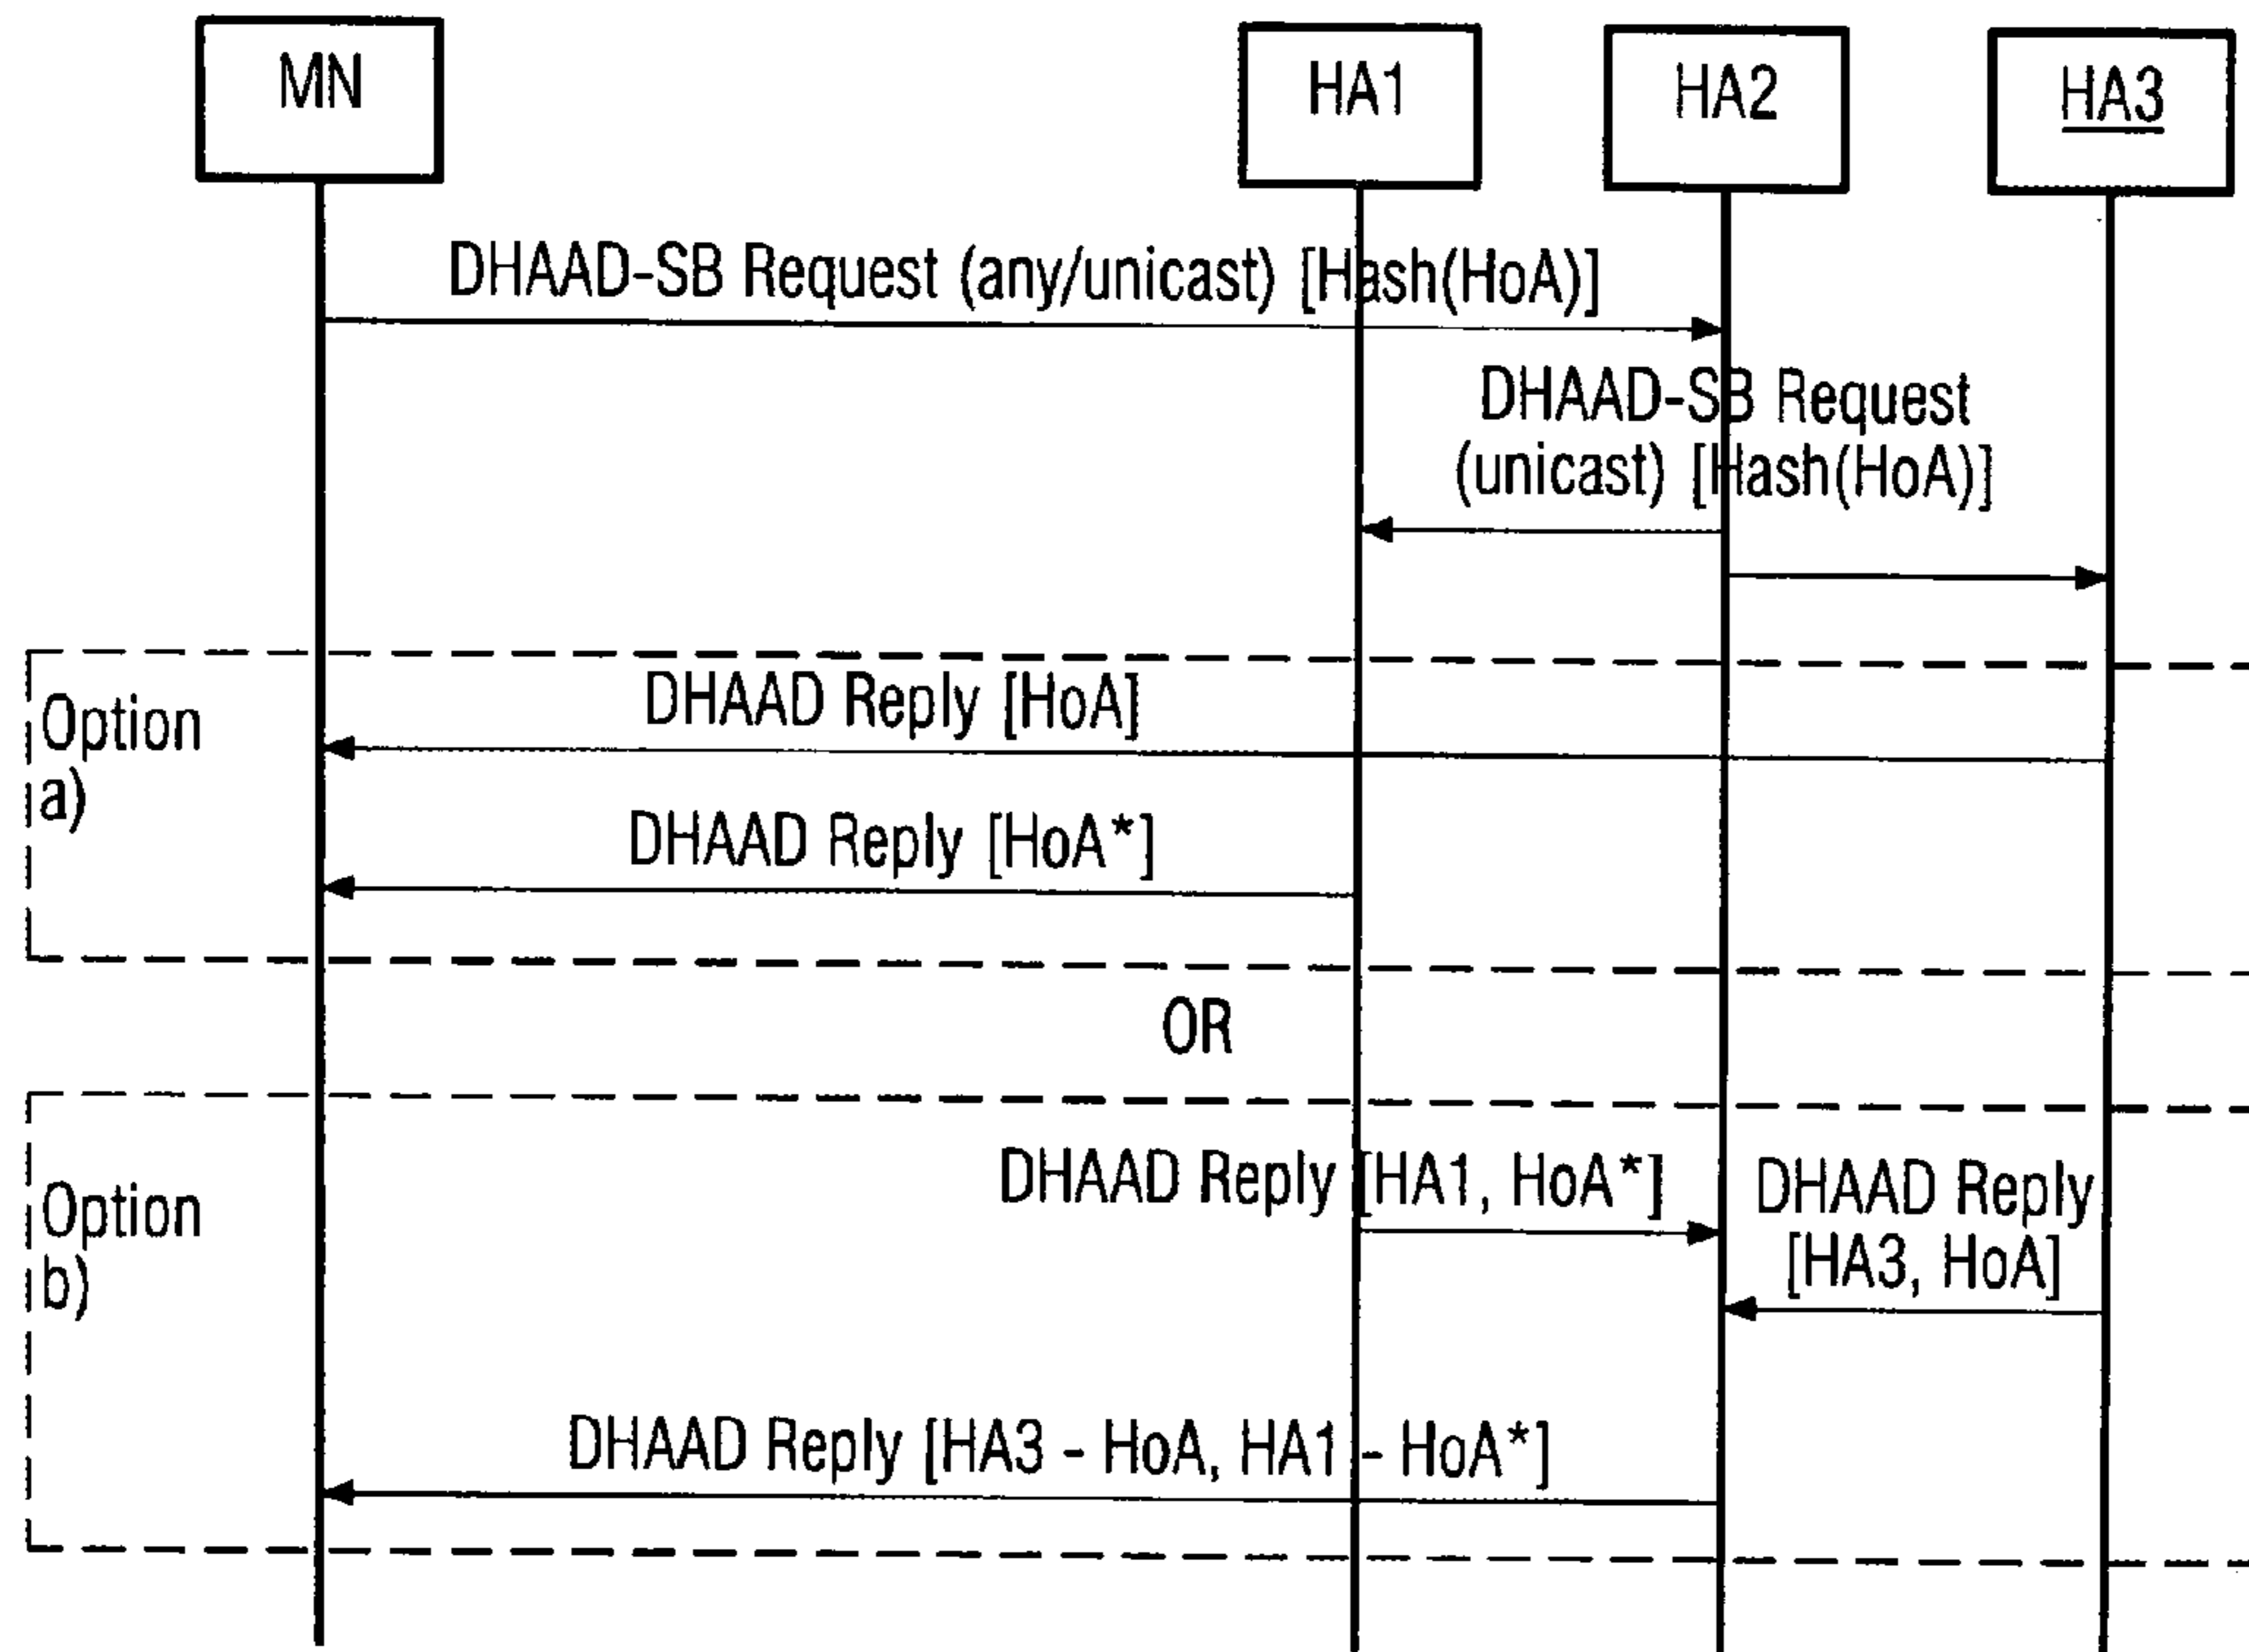 MN
HA1
HA2
HA3
DHAAD-SB Request (any/unicast) [Hash(HoA)]
DHAAD-SB Request
(unicast) [Hash(HoA)]
Option
a)
DHAAD Reply [HoA]
DHAAD Reply [HoA*]
OR
Option
b)
DHAAD Reply [HA1, HoA*]
DHAAD Reply
[HA3, HoA]
DHAAD Reply [HA3 - HoA, HA1 - HoA*]